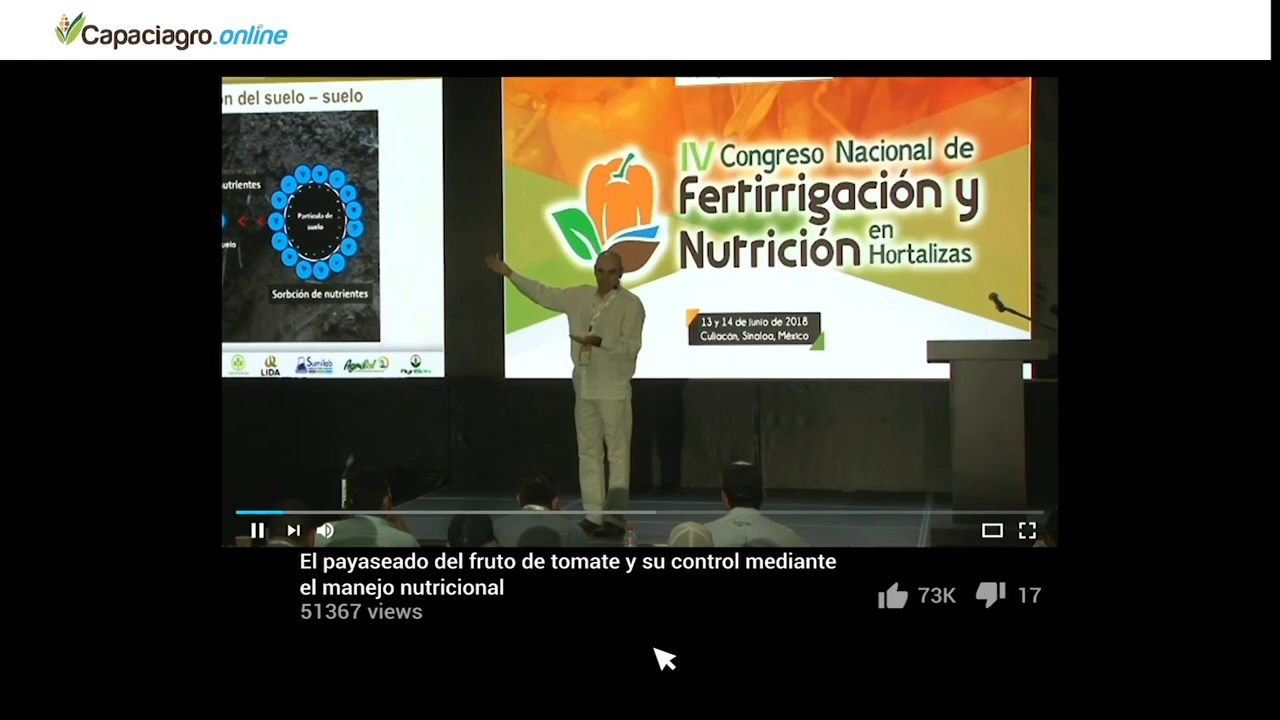 Capaciagro.online
n del suelo – suelo
utrientes
Partícula de
suelo
uelo
Sorbción de nutrientes
LIDA
Sumilab
AgroSol
IV Congreso Nacional de
Fertirrigación y
Nutrición en
Hortalizas
13 y 14 de junio de 2018
Culiacán, Sinaloa, México
El payaseado del fruto de tomate y su control mediante
el manejo nutricional
51367 views
73K
17